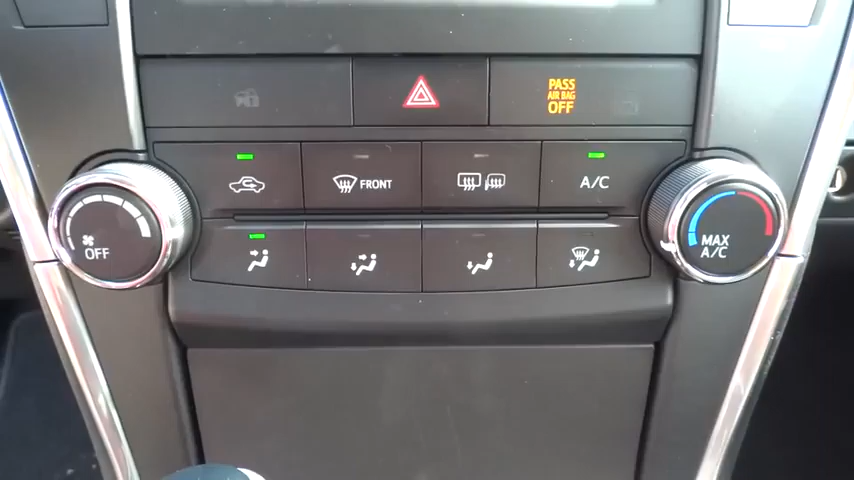 PASS
AIR BAG
OFF
FRONT
A/C
OFF
MAX
A/C